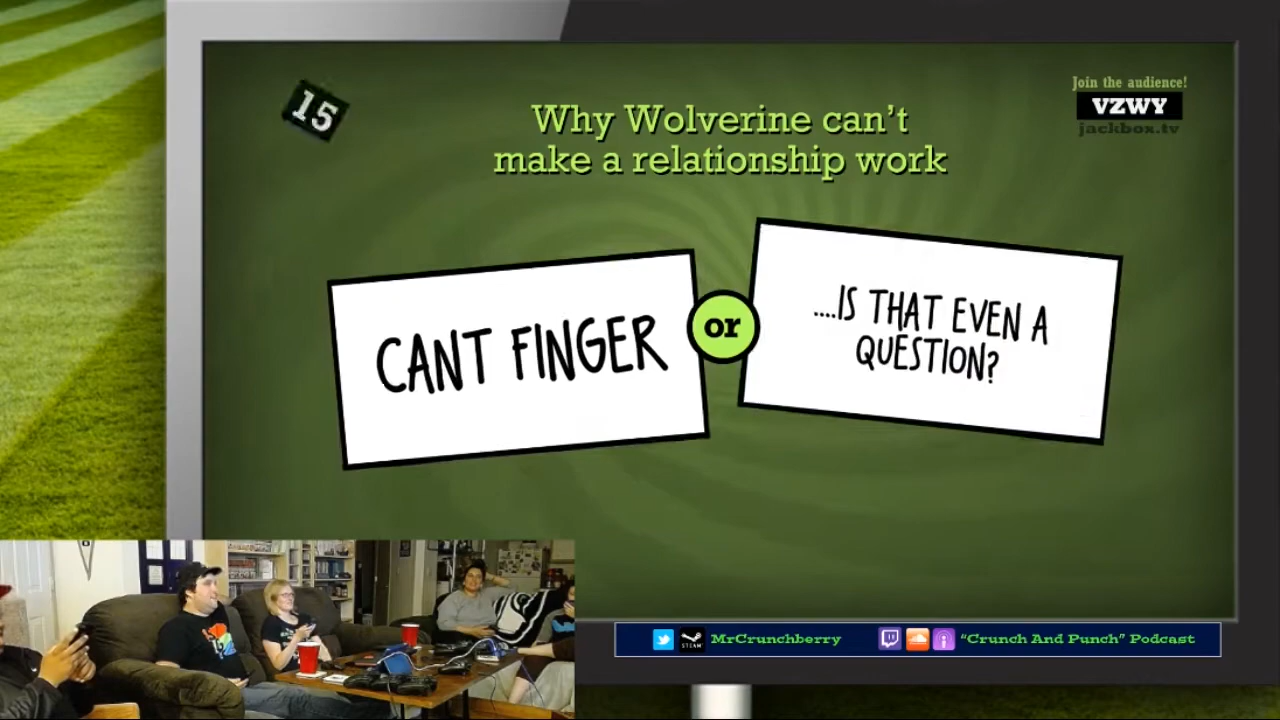 Join the audience!
VZWY
jackbox.tv
15
Why Wolverine can't
make a relationship work
CANT FINGER
or
....IS THAT EVEN A
QUESTION?
STEAM
MrCrunchberry
"Crunch And Punch" Podcast